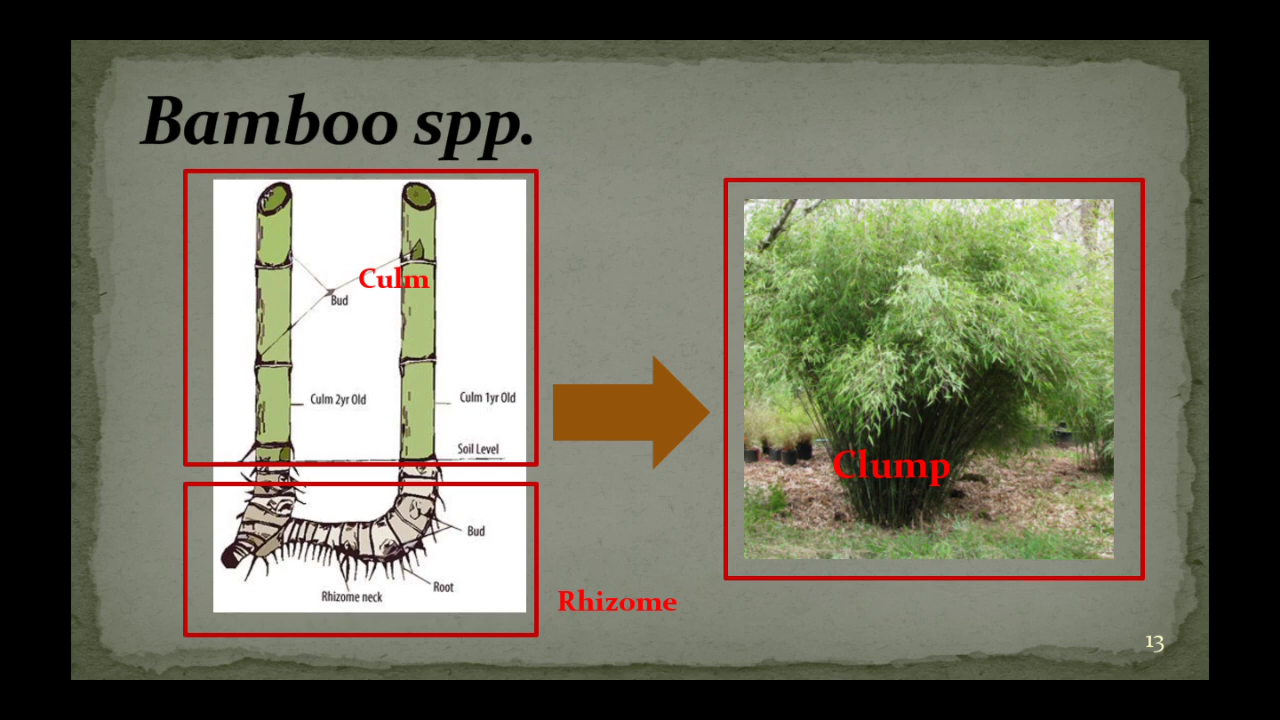 Bamboo spp.
Culm
Bud
Culm 2yr Old
Culm 1yr Old
Soil Level
Bud
Root
Rhizome neck
Rhizome
Clump
13